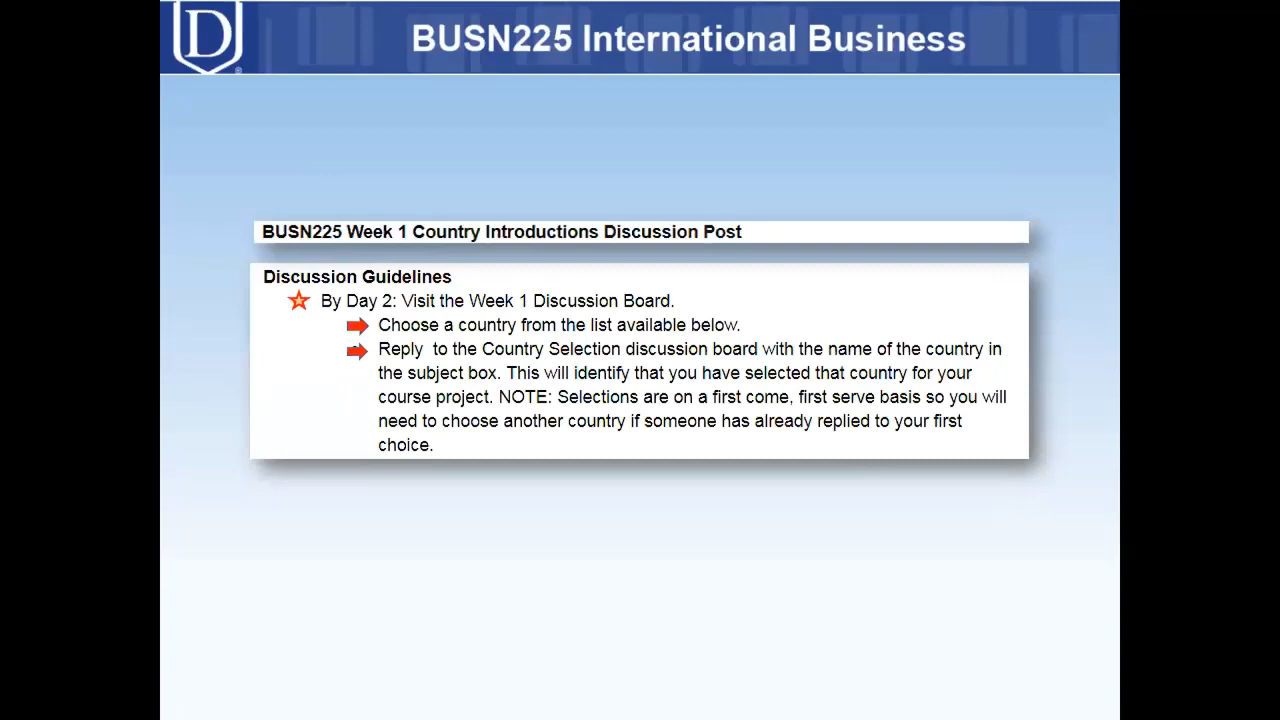 D
BUSN225 International Business
BUSN225 Week 1 Country Introductions Discussion Post
Discussion Guidelines
By Day 2: Visit the Week 1 Discussion Board.
Choose a country from the list available below.
Reply  to the Country Selection discussion board with the name of the country in
the subject box. This will identify that you have selected that country for your
course project. NOTE: Selections are on a first come, first serve basis so you will
need to choose another country if someone has already replied to your first
choice.